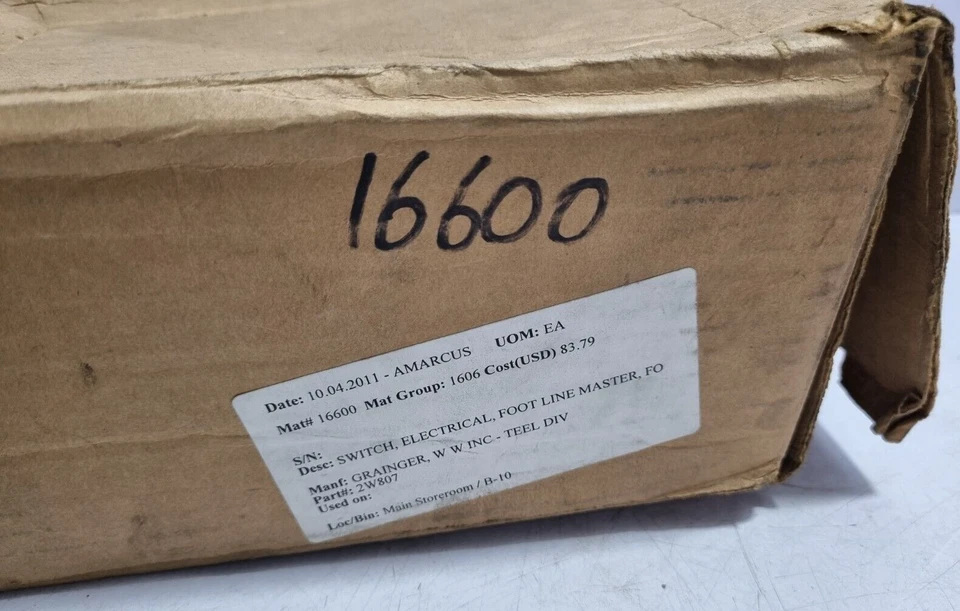 16600
Date: 10.04.2011 - AMARCUS UOM: EA
Mat# 16600 Mat Group: 1606 Cost(USD) 83.79
S/N:
Desc: SWITCH, ELECTRICAL, FOOT LINE MASTER, FO
Manf: GRAINGER, W W INC - TEEL DIV
Part#: 2W807
Used on:
Loc/Bin: Main Storeroom / B-10